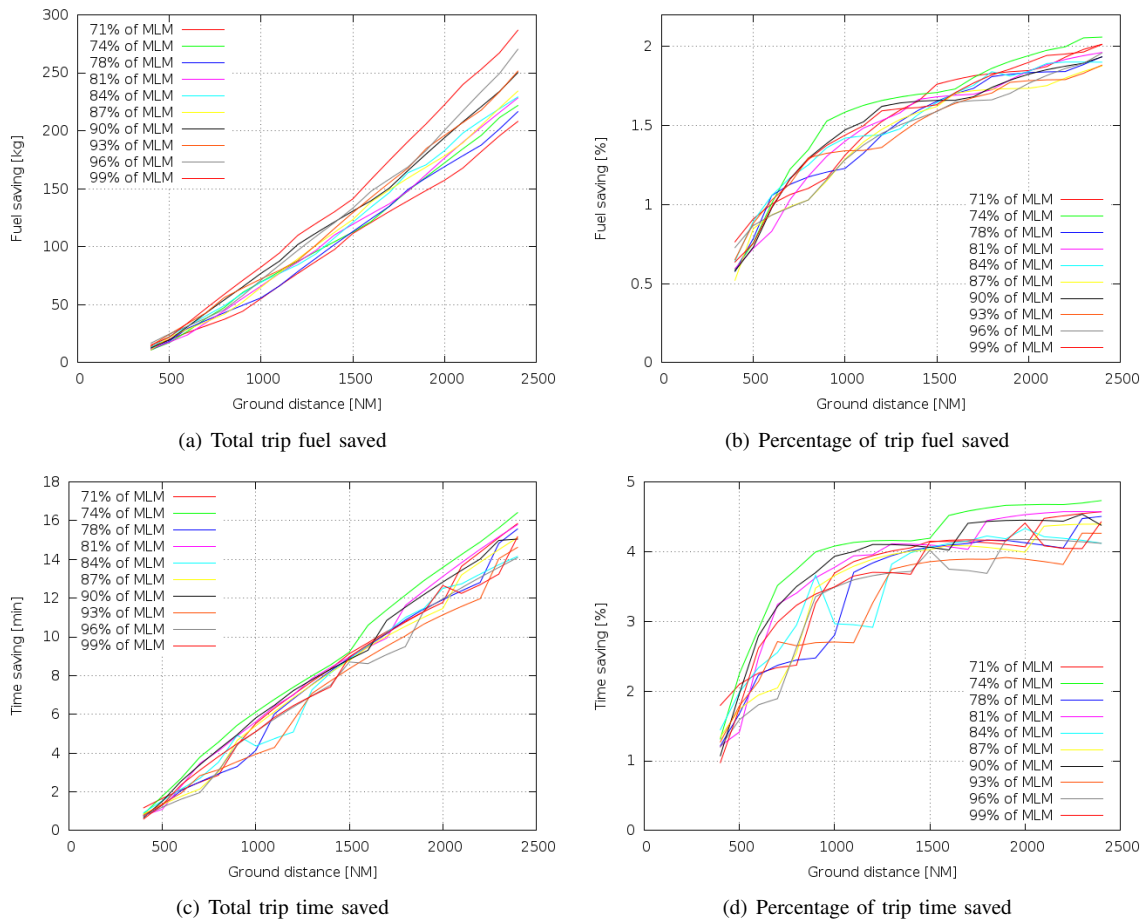 300
250
200
150
100
50
0
0
500
1000
1500
2000
2500
Fuel saving [kg]
Ground distance [NM]
71% of MLM
74% of MLM
78% of MLM
81% of MLM
84% of MLM
87% of MLM
90% of MLM
93% of MLM
96% of MLM
99% of MLM
(a) Total trip fuel saved
2
1.5
1
0.5
0
0
500
1000
1500
2000
2500
Fuel saving [%]
Ground distance [NM]
71% of MLM
74% of MLM
78% of MLM
81% of MLM
84% of MLM
87% of MLM
90% of MLM
93% of MLM
96% of MLM
99% of MLM
(b) Percentage of trip fuel saved
18
16
14
12
10
8
6
4
2
0
0
500
1000
1500
2000
2500
Time saving [min]
Ground distance [NM]
71% of MLM
74% of MLM
78% of MLM
81% of MLM
84% of MLM
87% of MLM
90% of MLM
93% of MLM
96% of MLM
99% of MLM
(c) Total trip time saved
5
4
3
2
1
0
0
500
1000
1500
2000
2500
Time saving [%]
Ground distance [NM]
71% of MLM
74% of MLM
78% of MLM
81% of MLM
84% of MLM
87% of MLM
90% of MLM
93% of MLM
96% of MLM
99% of MLM
(d) Percentage of trip time saved